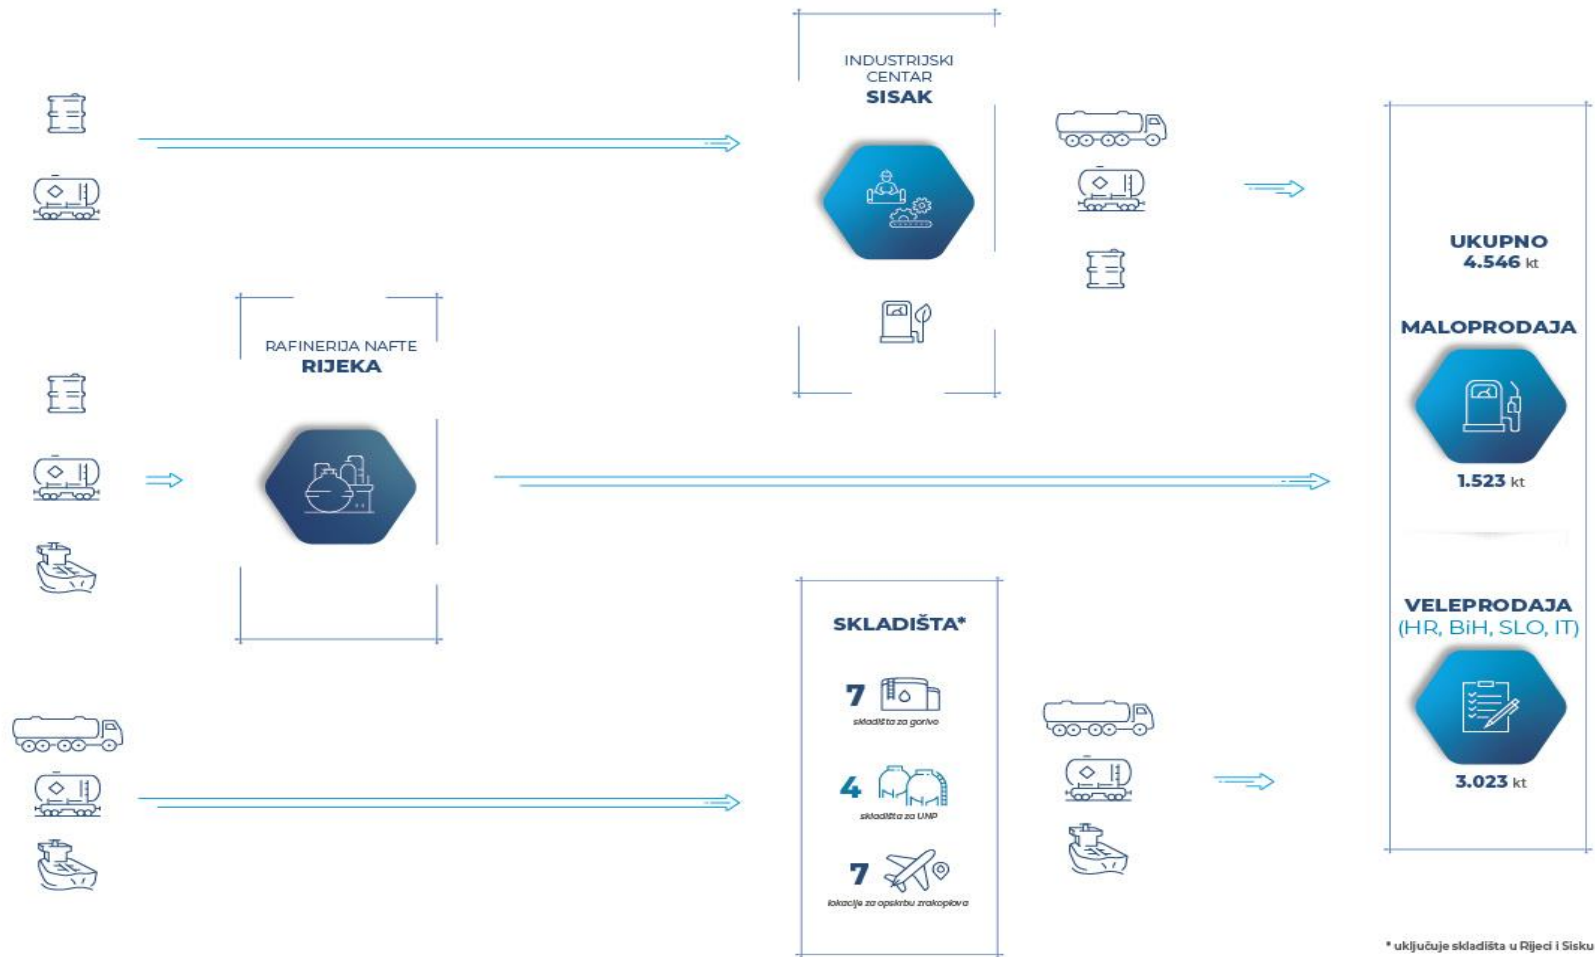 INDUSTRIJSKI
CENTAR
SISAK
RAFINERIJA NAFTE
RIJEKA
SKLADIŠTA*
7
skladišta za gorivo
4
skladišta za UNP
7
lokacije za opskrbu zrakoplova
UKUPNO
4.546 kt
MALOPRODAJA
1.523 kt
VELEPRODAJA
(HR, BiH, SLO, IT)
3.023 kt
* uključuje skladišta u Rijeci i Sisku